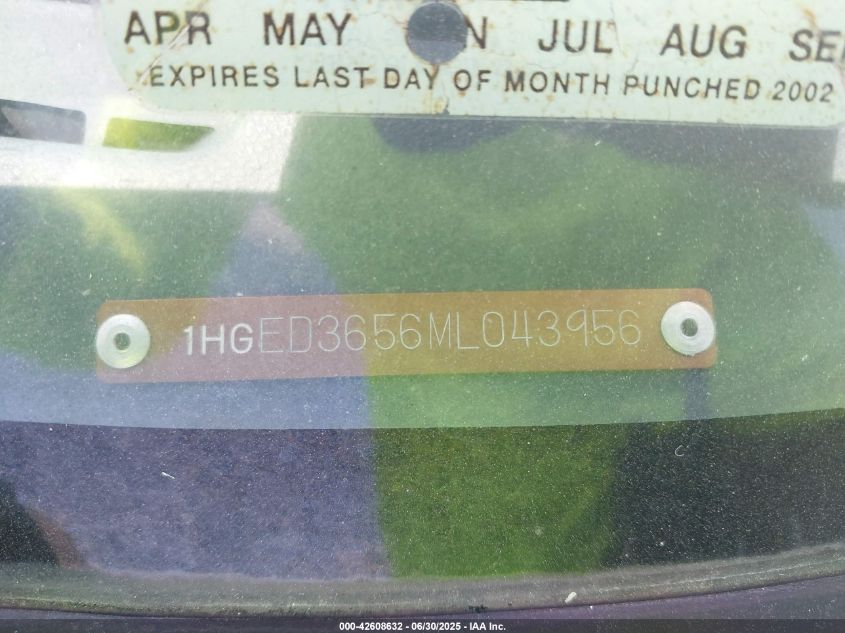 APR MAY JUL AUG SE
EXPIRES LAST DAY OF MONTH PUNCHED 2002
1HGED3656ML043956
000-42608632 - 06/30/2025 - IAA Inc.